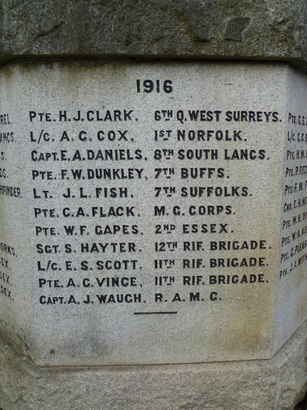 1916
PTE. H. J. CLARK, 6TH Q. WEST SURREYS.
L/C. A. G. COX, 1ST NORFOLK.
CAPT. E. A. DANIELS, 8TH SOUTH LANCS.
PTE. F. W. DUNKLEY, 7TH BUFFS.
LT. J. L. FISH, 7TH SUFFOLKS.
PTE. C. A. FLACK, M. G. CORPS.
PTE. W. F. GAPES, 2ND ESSEX.
SGT. S. HAYTER, 12TH RIF. BRIGADE.
L/C. E. S. SCOTT, 11TH RIF. BRIGADE.
PTE. A. C. VINCE, 11TH RIF. BRIGADE.
CAPT. A. J. WAUGH, R. A. M. C.